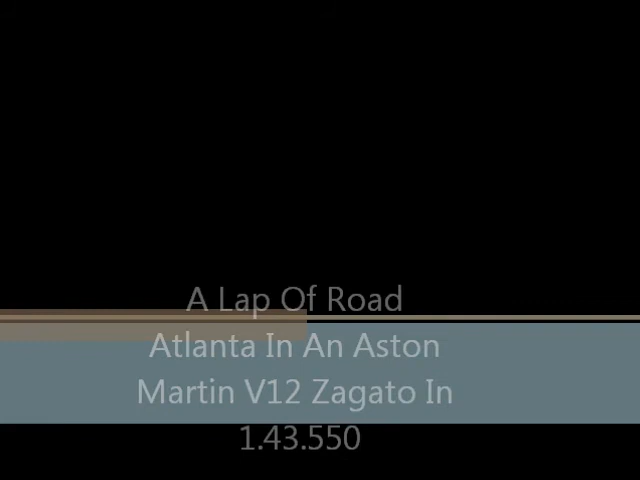 A Lap Of Road
Atlanta In An Aston
Martin V12 Zagato In
1.43.550